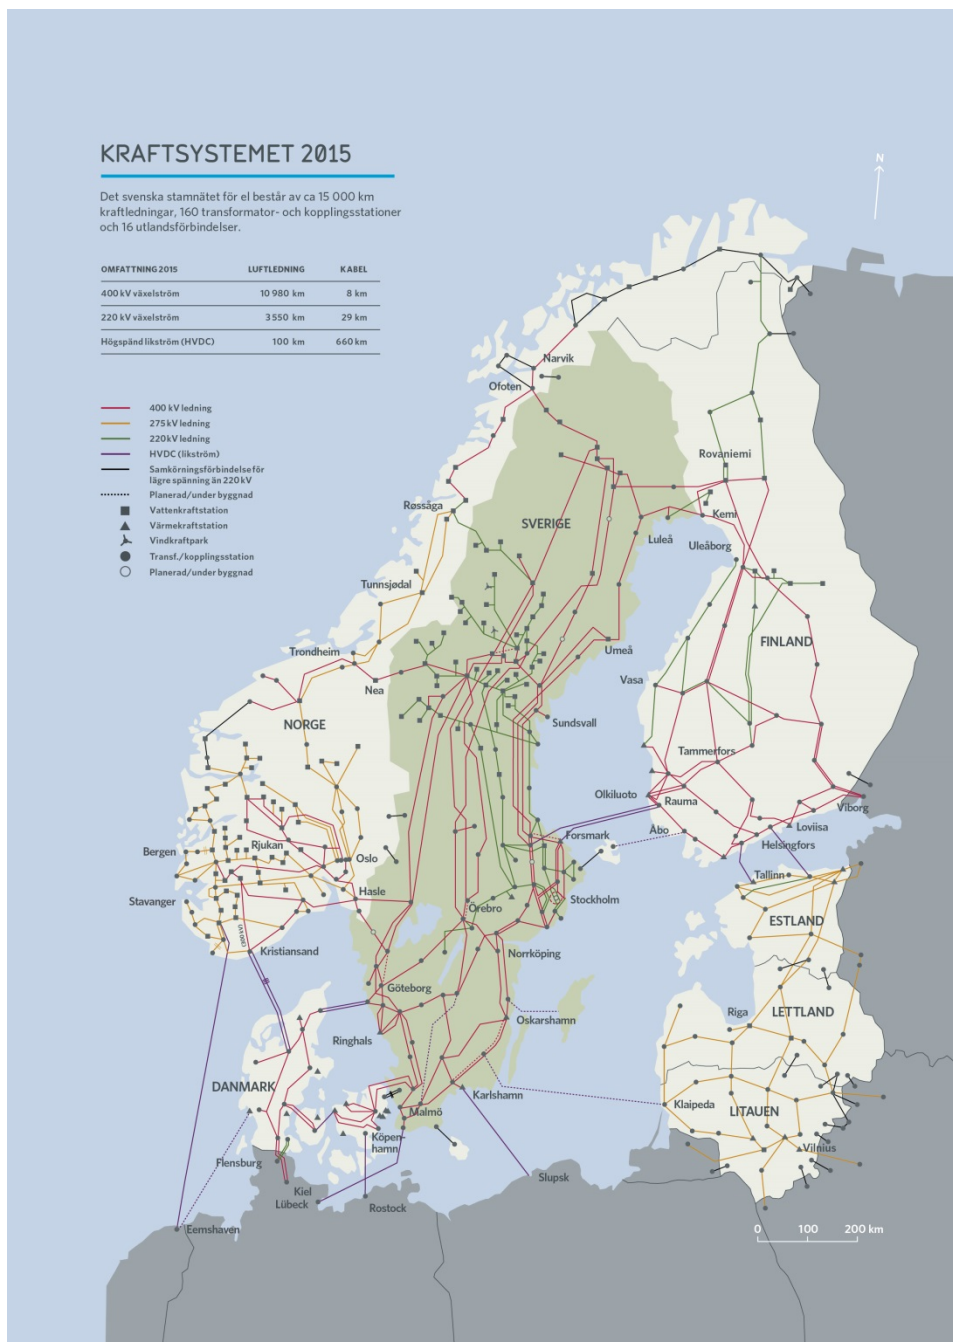 KRAFTSYSTEMET 2015
Det svenska stamnätet för el består av ca 15 000 km
kraftledningar, 160 transformator- och kopplingsstationer
och 16 utlandsförbindelser.
OMFATTNING 2015 LUFTLEDNING KABEL
400 kV växelström 10 980 km 8 km
220 kV växelström 3 550 km 29 km
Högspänd likström (HVDC) 100 km 660 km
400 kV ledning
275 kV ledning
220 kV ledning
HVDC (likström)
Samkörningsförbindelse för
lägre spänning än 220 kV
Planerad/under byggnad
Vattenkraftstation
Värmekraftstation
Vindkraftpark
Transf./kopplingsstation
Planerad/under byggnad
N
Narvik
Ofoten
Rovaniemi
Røssåga
SVERIGE
Kemi
Luleå
Uleåborg
Tunnsjødal
FINLAND
Trondheim
Umeå
Nea
Vasa
NORGE
Sundsvall
Tammerfors
Olkiluoto
Rauma
Viborg
Forsmark
Åbo
Loviisa
Rjukan
Helsingfors
Bergen
Oslo
Tallinn
Hasle
Stockholm
Stavanger
Örebro
ESTLAND
(300 kV)
Kristiansand
Norrköping
Göteborg
Riga
LETTLAND
Oskarshamn
Ringhals
DANMARK
Karlshamn
Klaipeda
LITAUEN
Malmö
Köpen-
hamn
Vilnius
Flensburg
Slupsk
Kiel
Lübeck
Rostock
Eemshaven
0 100 200 km